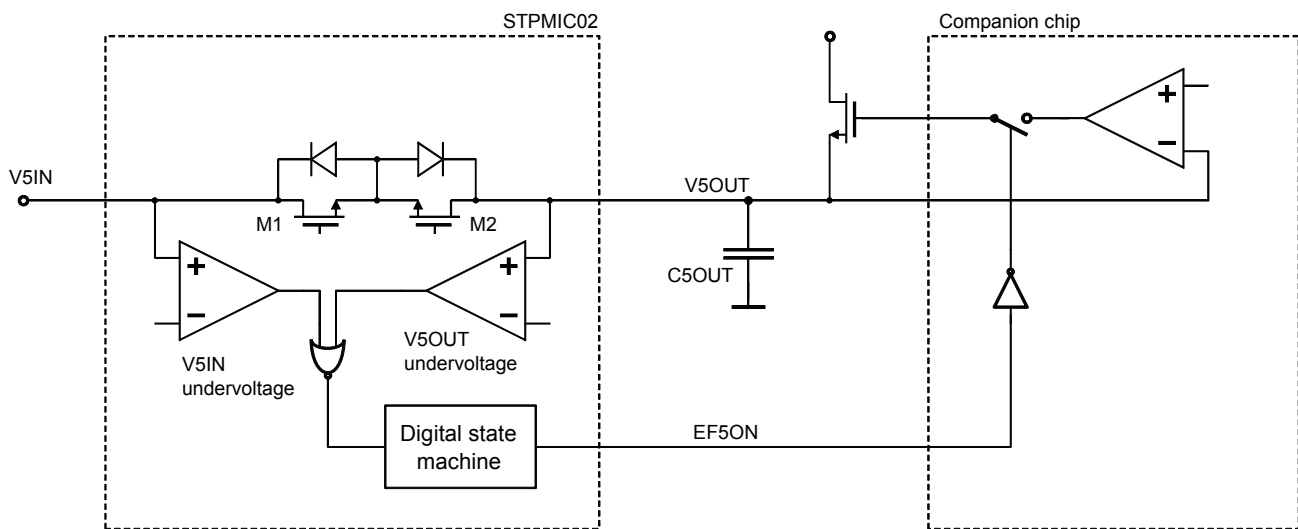 STPMIC02
Companion chip
V5IN
V5OUT
M1
M2
+
−
+
−
+
−
C5OUT
V5IN
undervoltage
V5OUT
undervoltage
Digital state
machine
EF5ON